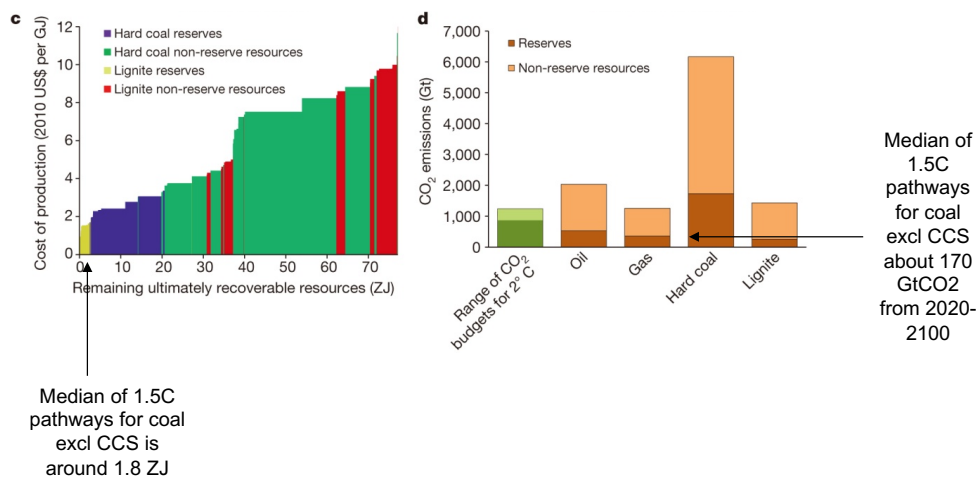 c
12
10
8
6
4
2
0
Cost of production (2010 US$ per GJ)
Hard coal reserves
Hard coal non-reserve resources
Lignite reserves
Lignite non-reserve resources
0 10 20 30 40 50 60 70
Remaining ultimately recoverable resources (ZJ)
Median of 1.5C
pathways for coal
excl CCS is
around 1.8 ZJ
d
7,000
6,000
5,000
4,000
3,000
2,000
1,000
0
CO2 emissions (Gt)
Reserves
Non-reserve resources
Range of CO2
budgets for 2° C
Oil
Gas
Hard coal
Lignite
Median of
1.5C
pathways
for coal
excl CCS
about 170
GtCO2
from 2020-
2100